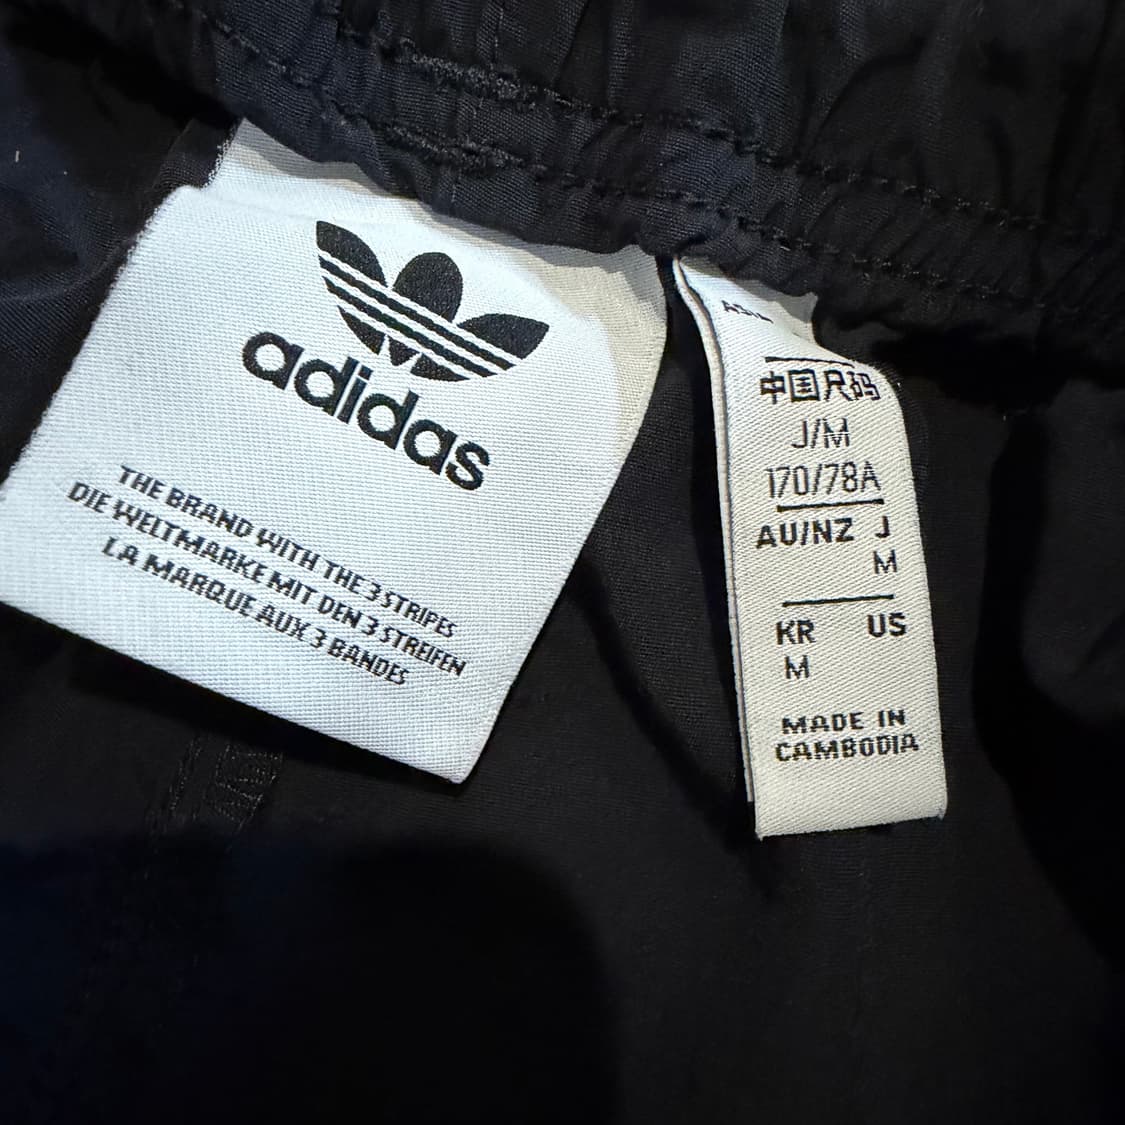 adidas
THE BRAND WITH THE 3 STRIPES
DIE WELTMARKE MIT DEN 3 STREIFEN
LA MARQUE AUX 3 BANDES
中国尺码
J/M
170/78A
AU/NZ J
M
KR US
M
MADE IN
CAMBODIA